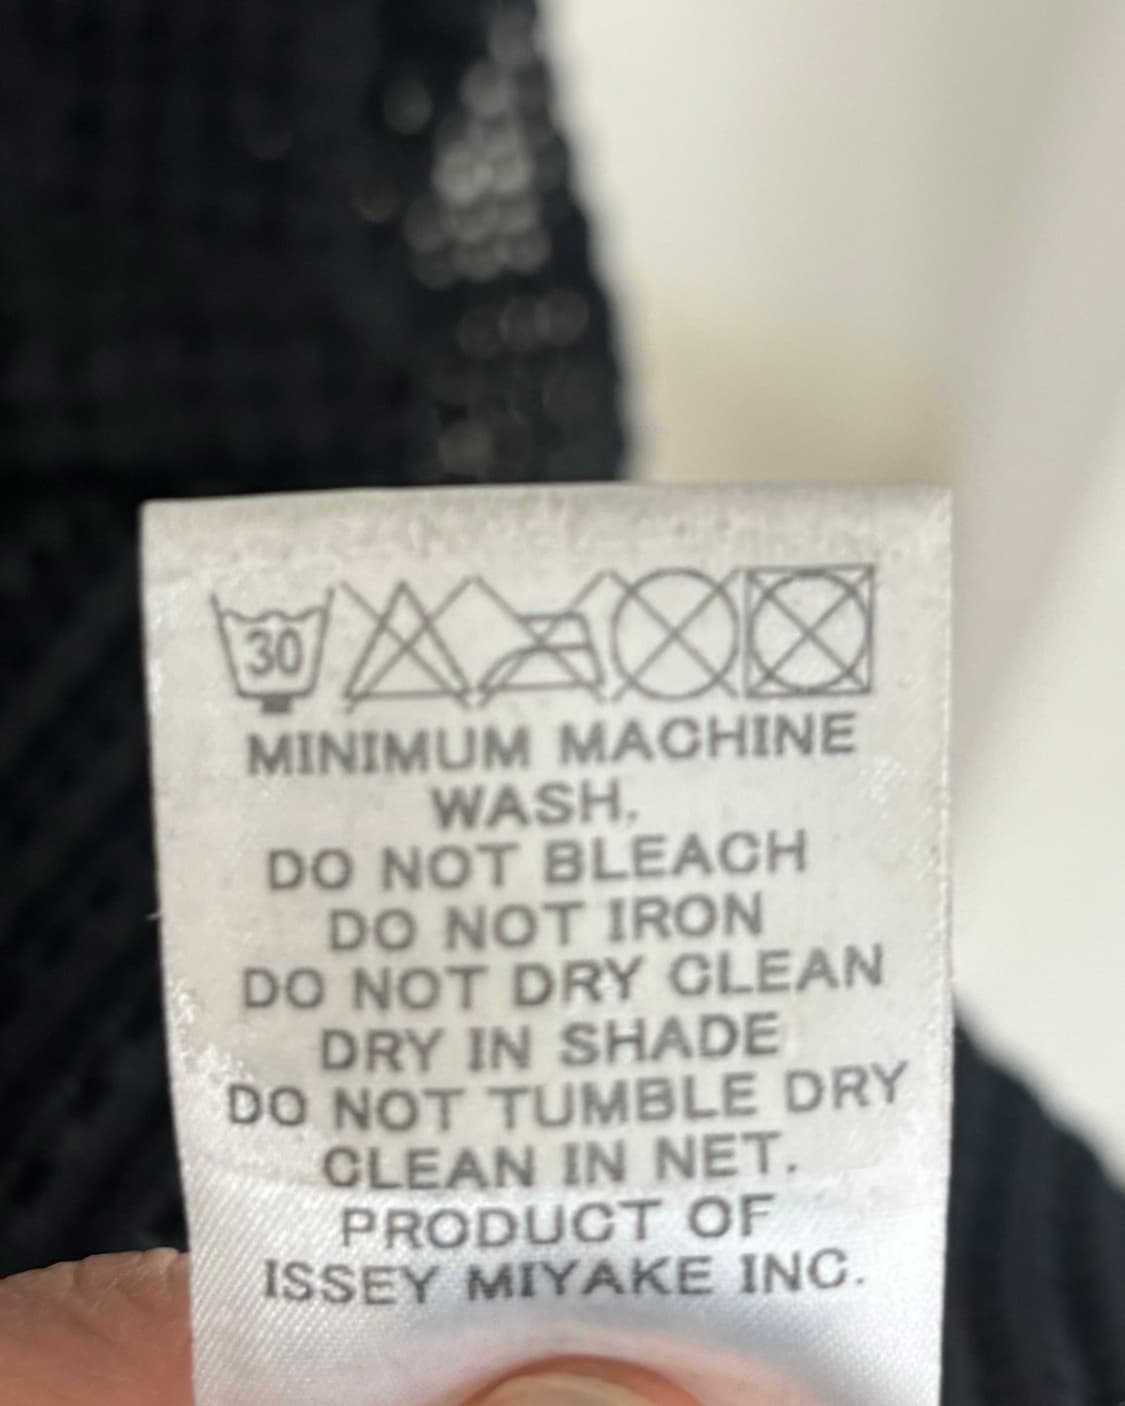 30
MINIMUM MACHINE
WASH.
DO NOT BLEACH
DO NOT IRON
DO NOT DRY CLEAN
DRY IN SHADE
DO NOT TUMBLE DRY
CLEAN IN NET.
PRODUCT OF
ISSEY MIYAKE INC.